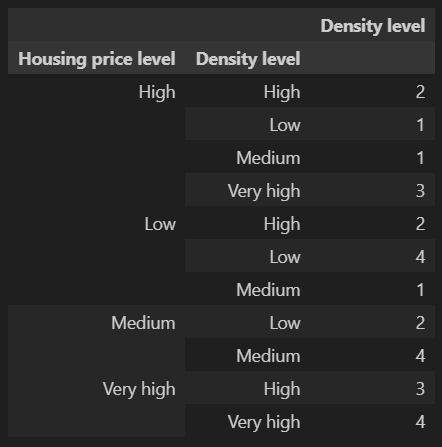 Density level
Housing price level Density level
High High 2
Low 1
Medium 1
Very high 3
Low High 2
Low 4
Medium 1
Medium Low 2
Medium 4
Very high High 3
Very high 4